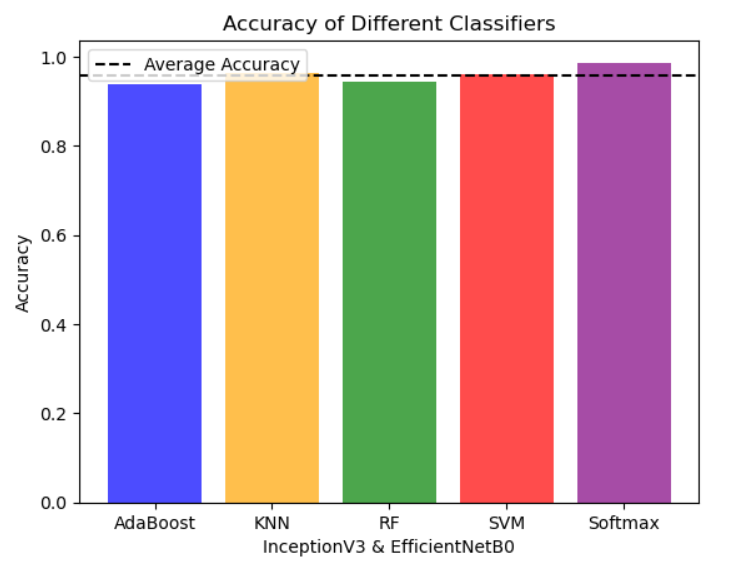 Accuracy of Different Classifiers
Average Accuracy
1.0
0.8
0.6
0.4
0.2
0.0
Accuracy
AdaBoost KNN RF SVM Softmax
InceptionV3 & EfficientNetB0